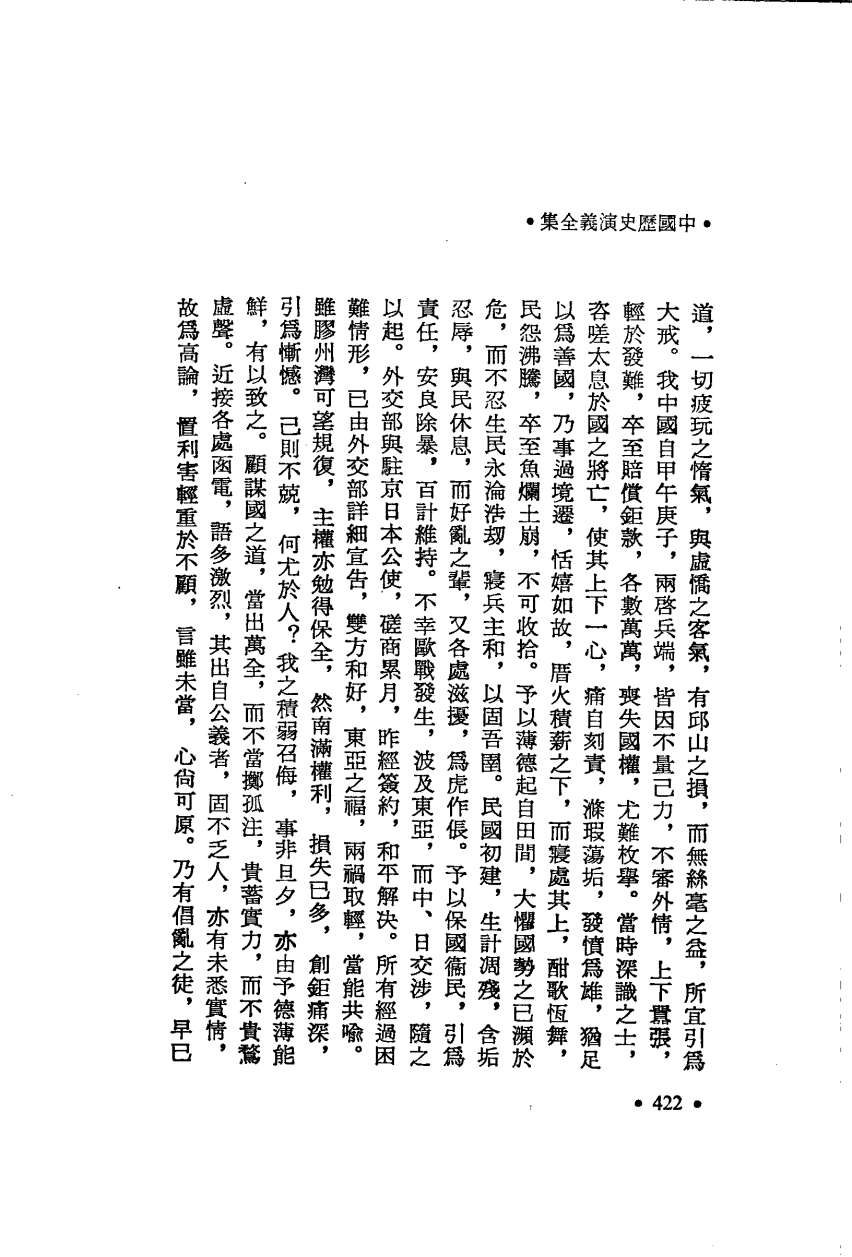 •中國歷史演義全集•
道，一切疲玩之惰氣，與虛憍之客氣，有邱山之損，而無絲毫之益，所宜引爲
大戒。我中國自甲午庚子，兩啓兵端，皆因不量己力，不審外情，上下囂張，
輕於發難，卒至賠償鉅款，各數萬萬，喪失國權，尤難枚舉。當時深識之士，
咨嗟太息於國之將亡，使其上下一心，痛自刻責，滌瑕蕩垢，發憤爲雄，猶足
以爲善國，乃事過境遷，恬嬉如故，厝火積薪之下，而寢處其上，酣歌恆舞，
民怨沸騰，卒至魚爛土崩，不可收拾。予以薄德起自田間，大懼國勢之已瀕於
危，而不忍生民永淪浩劫，寢兵主和，以固吾圉。民國初建，生計凋殘，含垢
忍辱，與民休息，而好亂之輩，又各處滋擾，爲虎作倀。予以保國衞民，引爲
責任，安良除暴，百計維持。不幸歐戰發生，波及東亞，而中、日交涉，隨之
以起。外交部與駐京日本公使，磋商累月，昨經簽約，和平解決。所有經過困
難情形，已由外交部詳細宣告，雙方和好，東亞之福，兩禍取輕，當能共喩。
雖膠州灣可望規復，主權亦勉得保全，然南滿權利，損失已多，創鉅痛深，
引爲慚憾。己則不兢，何尤於人？我之積弱召侮，事非旦夕，亦由予德薄能
鮮，有以致之。顧謀國之道，當出萬全，而不當擲孤注，貴蓄實力，而不貴騖
虛聲。近接各處函電，語多激烈，其出自公義者，固不乏人，亦有未悉實情，
故爲高論，置利害輕重於不顧，言雖未當，心尙可原。乃有倡亂之徒，早已
•422•